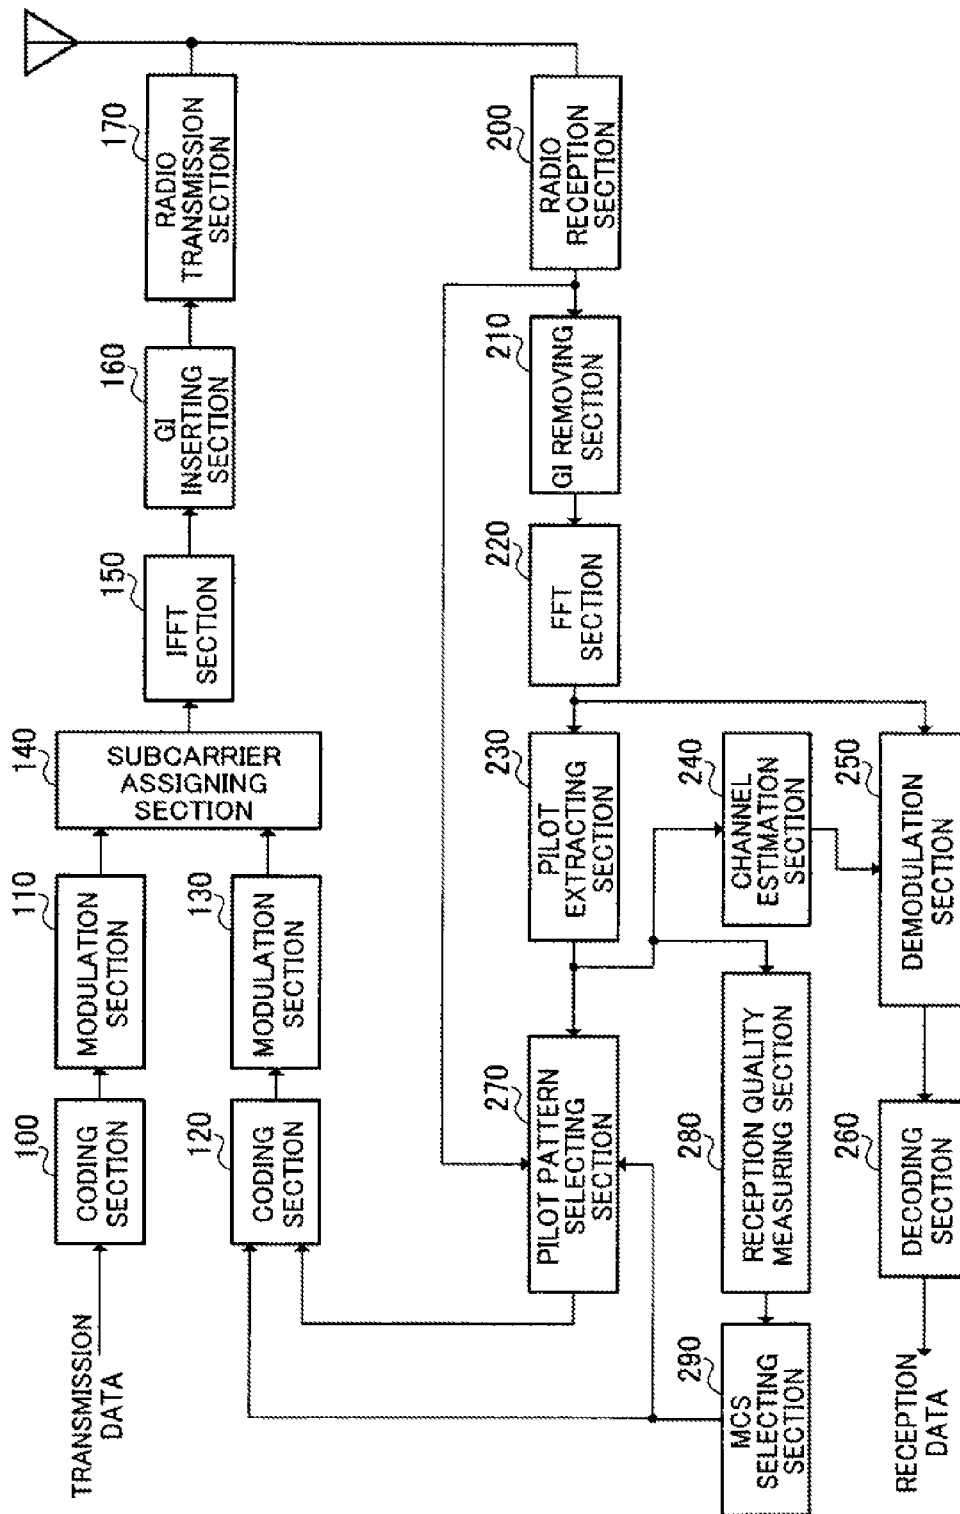 TRANSMISSION
DATA
100
CODING
SECTION
110
MODULATION
SECTION
120
CODING
SECTION
130
MODULATION
SECTION
140
SUBCARRIER
ASSIGNING
SECTION
150
IFFT
SECTION
160
GI
INSERTING
SECTION
170
RADIO
TRANSMISSION
SECTION
200
RADIO
RECEPTION
SECTION
210
GI REMOVING
SECTION
220
FFT
SECTION
230
PILOT
EXTRACTING
SECTION
240
CHANNEL
ESTIMATION
SECTION
250
DEMODULATION
SECTION
260
DECODING
SECTION
270
PILOT PATTERN
SELECTING
SECTION
280
RECEPTION QUALITY
MEASURING SECTION
290
MCS
SELECTING
SECTION
RECEPTION
DATA